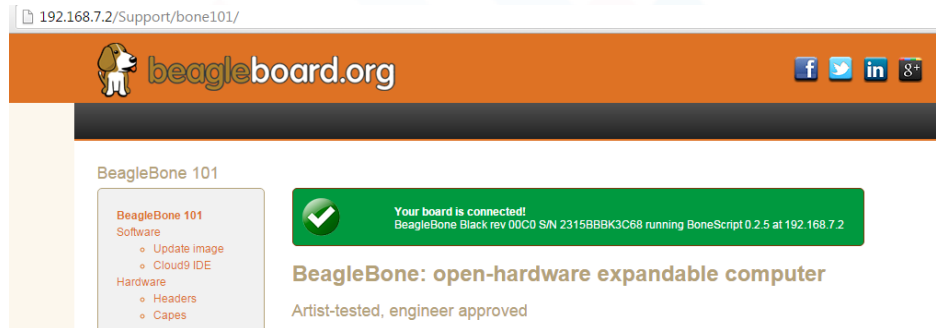 192.168.7.2/Support/bone101/
beagleboard.org
BeagleBone 101
BeagleBone 101
Software
Update image
Cloud9 IDE
Hardware
Headers
Capes
Your board is connected!
BeagleBone Black rev 00C0 S/N 2315BBBK3C68 running BoneScript 0.2.5 at 192.168.7.2
BeagleBone: open-hardware expandable computer
Artist-tested, engineer approved